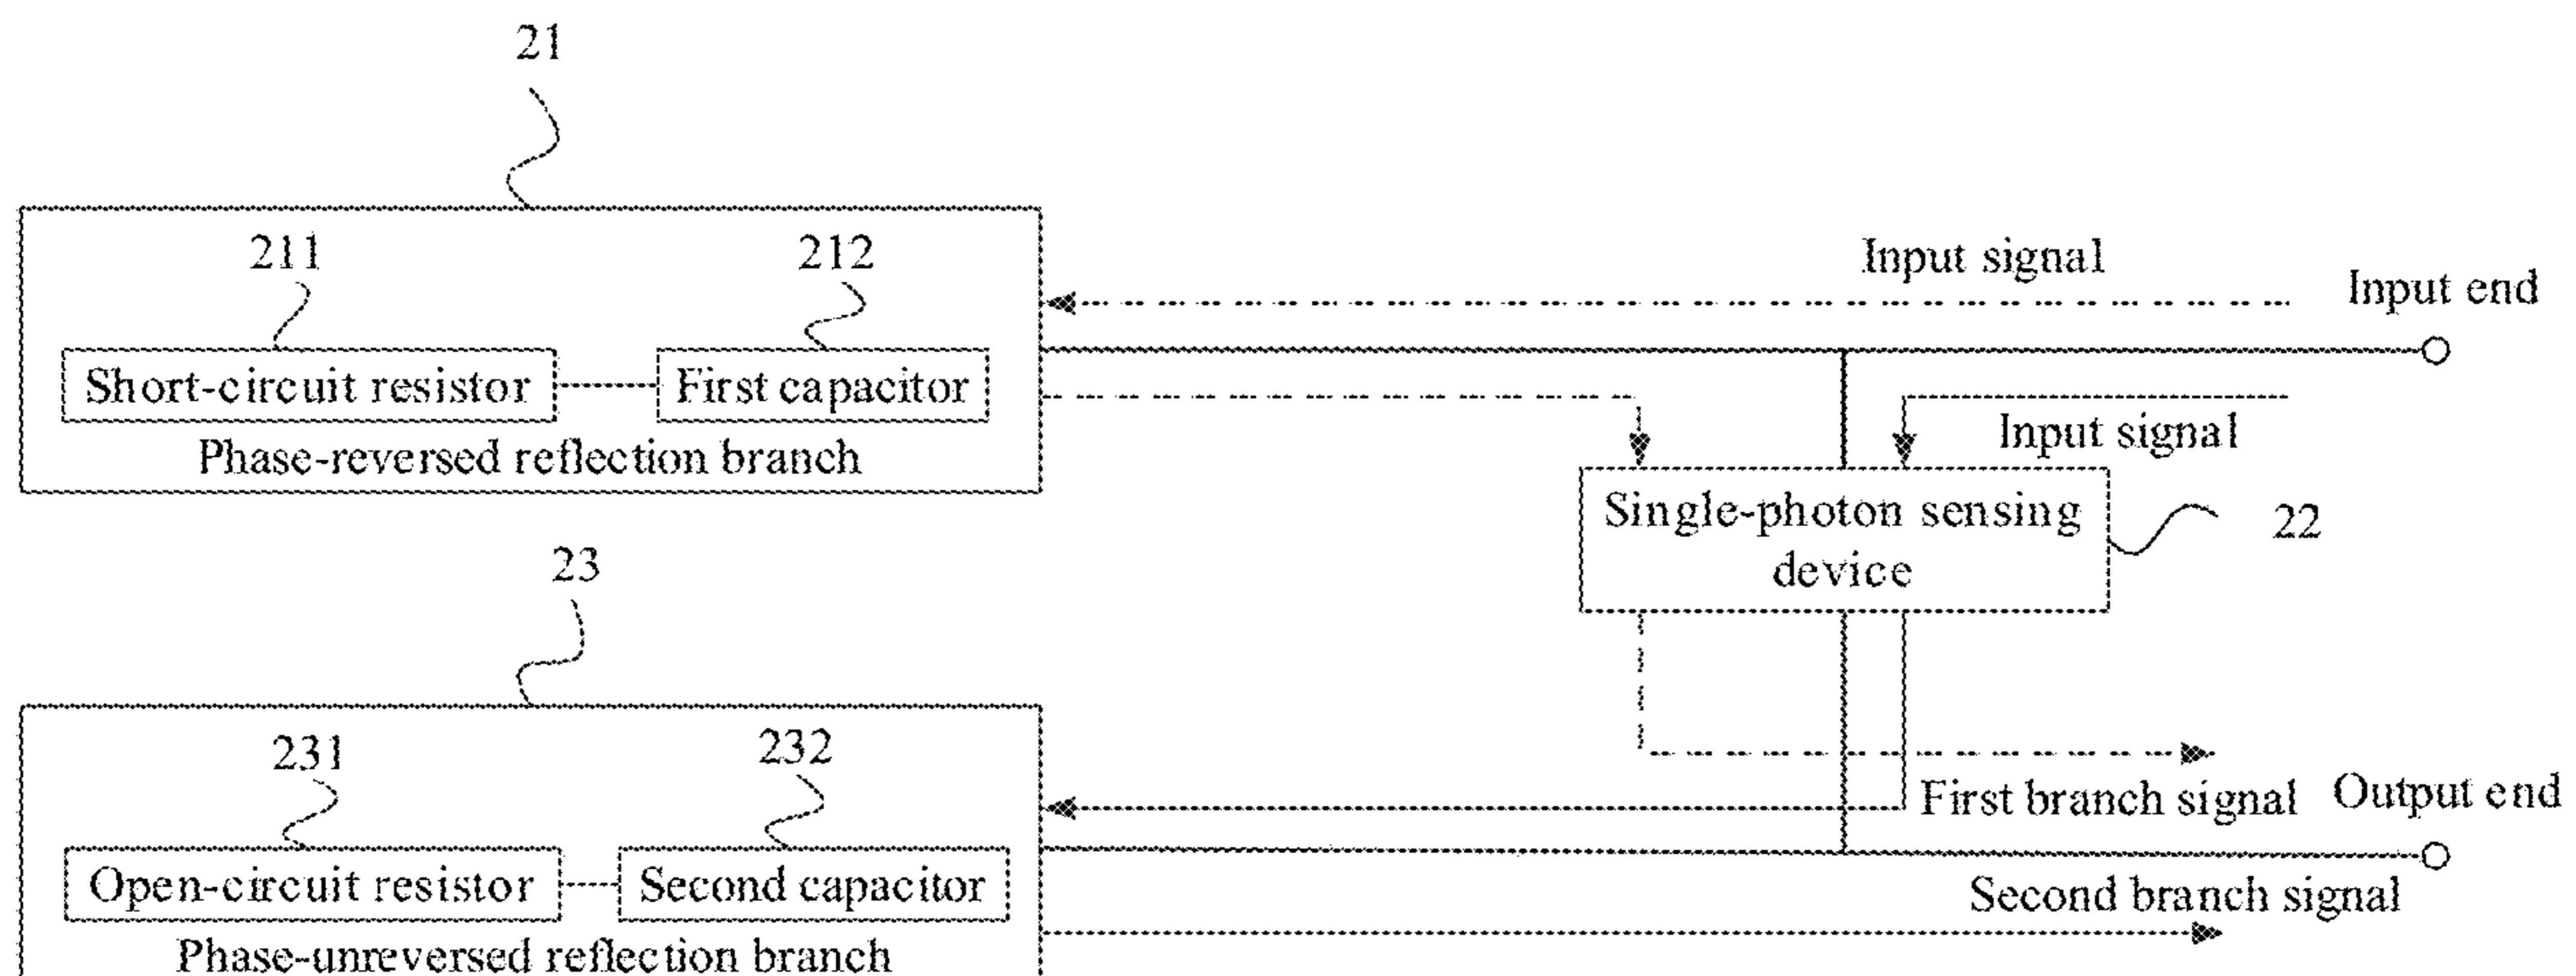 21
211
212
Input signal
Input end
Short-circuit resistor
First capacitor
Input signal
Phase-reversed reflection branch
Single-photon sensing
device
22
23
231
232
First branch signal
Output end
Open-circuit resistor
Second capacitor
Second branch signal
Phase-unreversed reflection branch